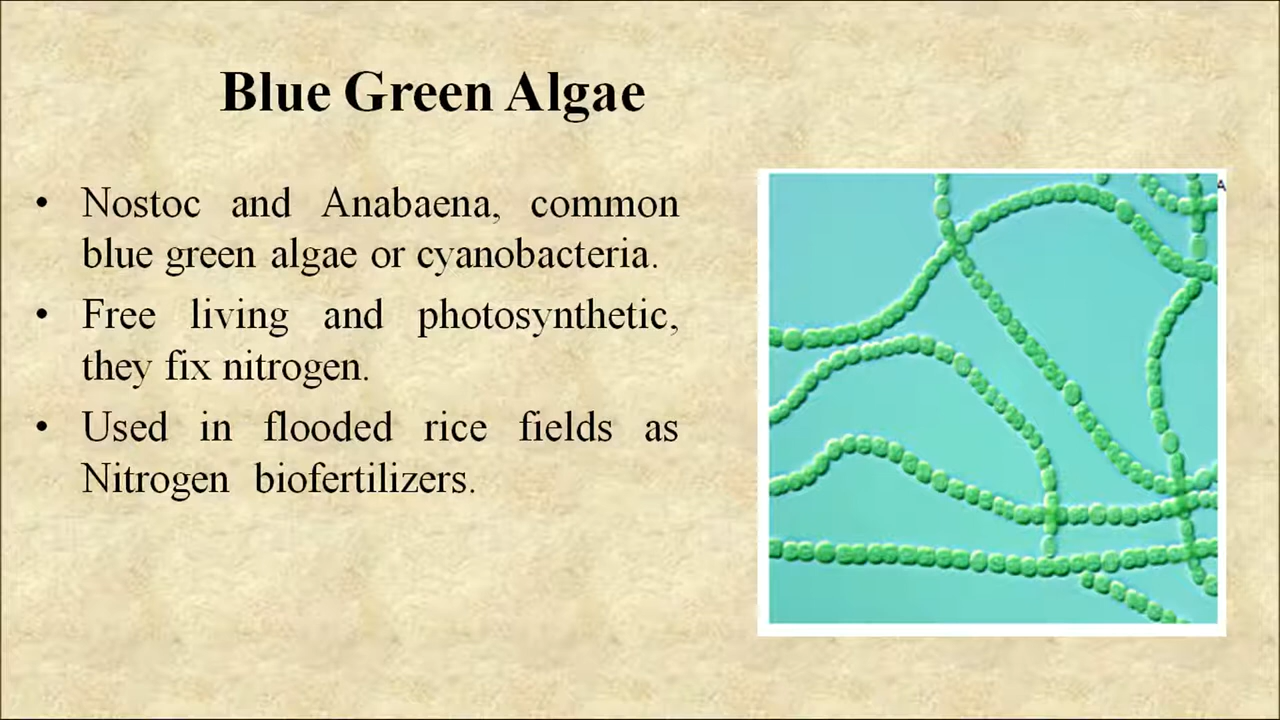 Blue Green Algae
• Nostoc and Anabaena, common
blue green algae or cyanobacteria.
• Free living and photosynthetic,
they fix nitrogen.
• Used in flooded rice fields as
Nitrogen biofertilizers.
A